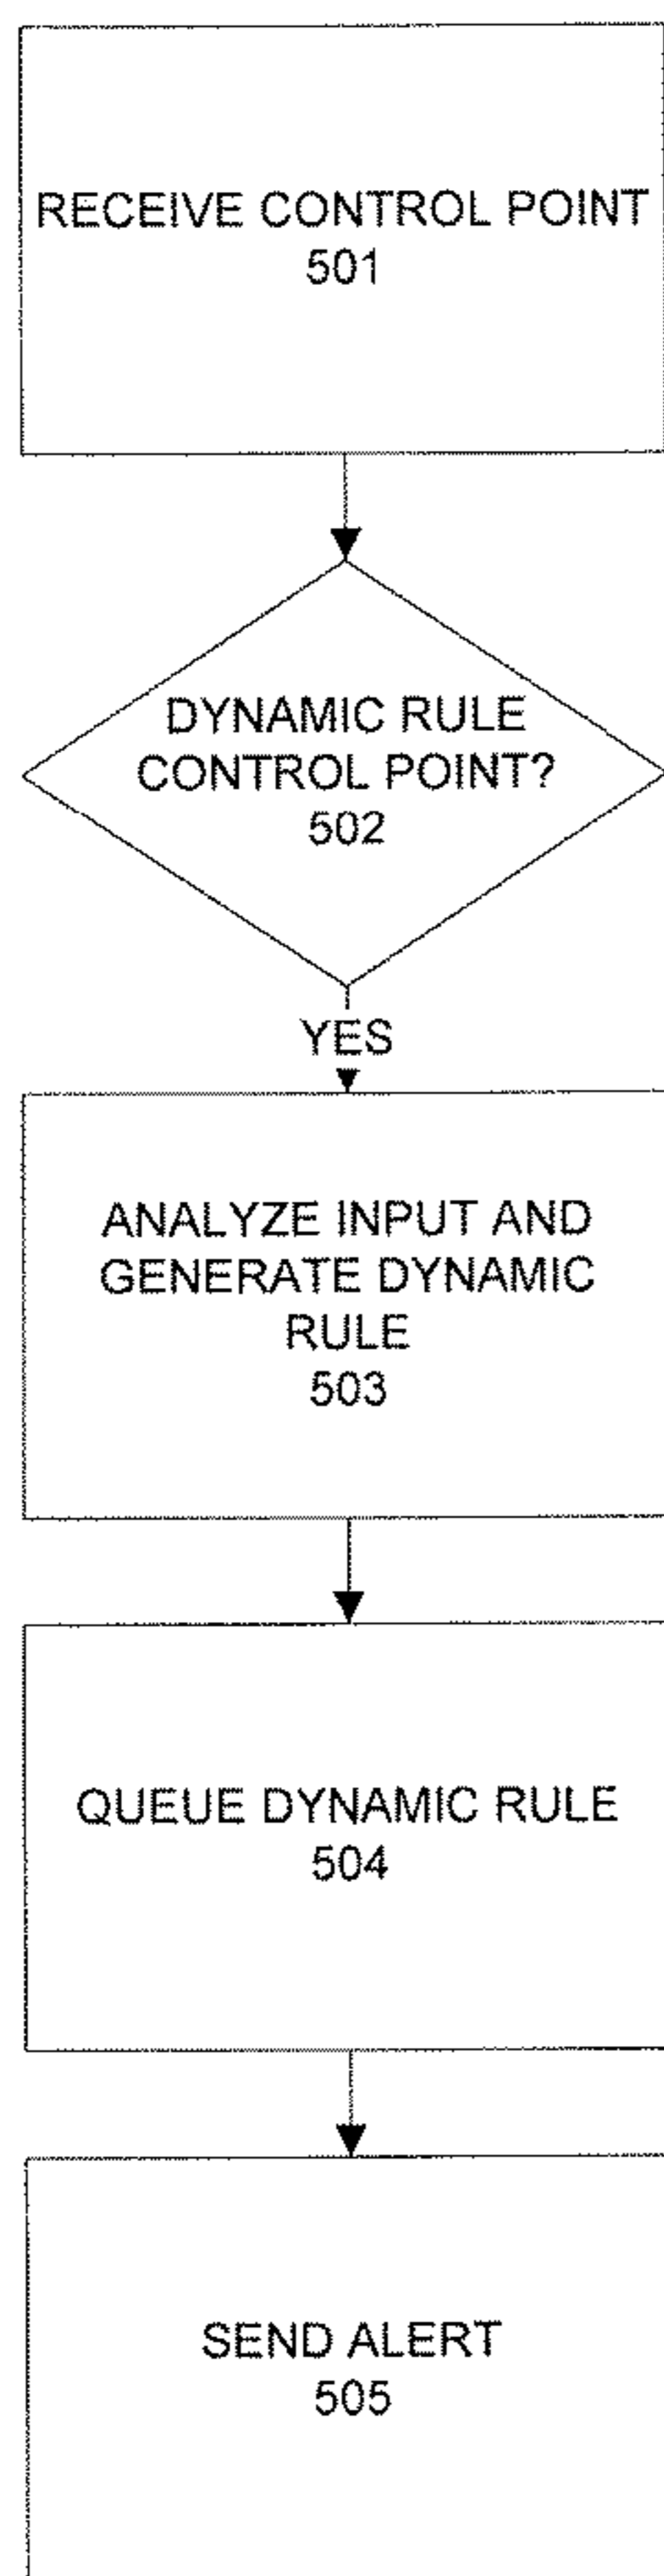 RECEIVE CONTROL POINT
501
DYNAMIC RULE
CONTROL POINT?
502
YES
ANALYZE INPUT AND
GENERATE DYNAMIC
RULE
503
QUEUE DYNAMIC RULE
504
SEND ALERT
505